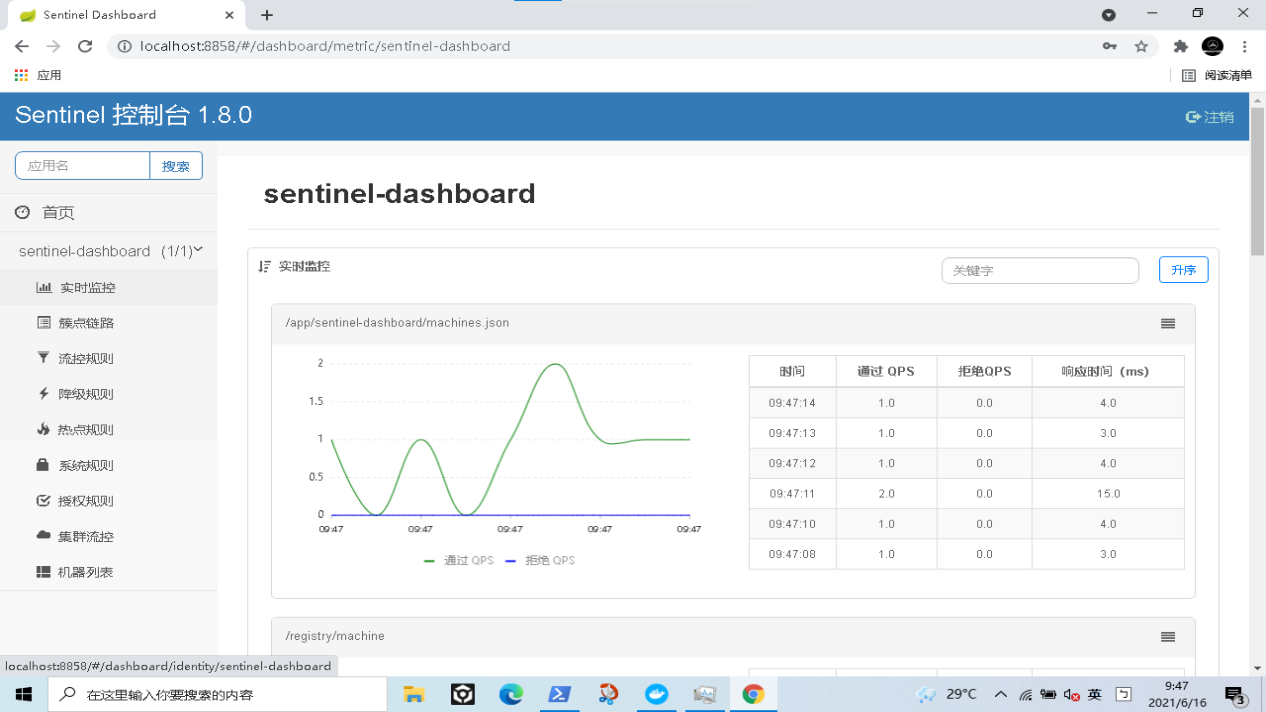 Sentinel Dashboard
localhost:8858/#/dashboard/metric/sentinel-dashboard
应用
阅读清单
Sentinel 控制台 1.8.0
注销
应用名
搜索
首页
sentinel-dashboard (1/1)
实时监控
簇点链路
流控规则
降级规则
热点规则
系统规则
授权规则
集群流控
机器列表
sentinel-dashboard
实时监控
关键字
升序
/app/sentinel-dashboard/machines.json
2
1.5
1
0.5
0
09:47 09:47 09:47 09:47 09:47
通过 QPS 拒绝 QPS
时间 通过 QPS 拒绝QPS 响应时间（ms）
09:47:14 1.0 0.0 4.0
09:47:13 1.0 0.0 3.0
09:47:12 1.0 0.0 4.0
09:47:11 2.0 0.0 15.0
09:47:10 1.0 0.0 4.0
09:47:08 1.0 0.0 3.0
/registry/machine
localhost:8858/#/dashboard/identity/sentinel-dashboard
在这里输入你要搜索的内容
29°C
英
9:47
2021/6/16
3